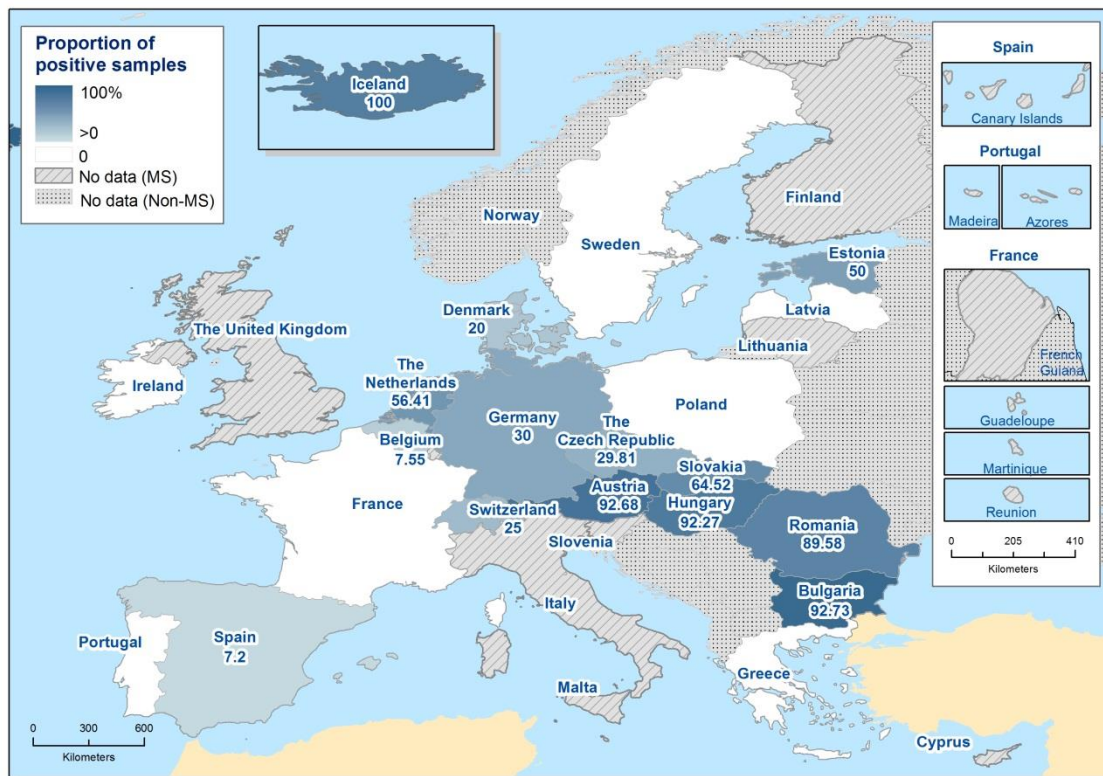 Proportion of
positive samples
100%
>0
0
No data (MS)
No data (Non-MS)
Iceland
100
Norway
Sweden
Finland
Estonia
50
Latvia
Lithuania
Denmark
20
The United Kingdom
Ireland
The
Netherlands
56.41
Germany
30
Poland
Belgium
7.55
The
Czech Republic
29.81
Slovakia
64.52
Austria
92.68
Hungary
92.27
France
Switzerland
25
Slovenia
Romania
89.58
Bulgaria
92.73
Italy
Portugal
Spain
7.2
Malta
Greece
Cyprus
0 300 600
Kilometers
Spain
Canary Islands
Portugal
Madeira
Azores
France
French
Guiana
Guadeloupe
Martinique
Reunion
0 205 410
Kilometers